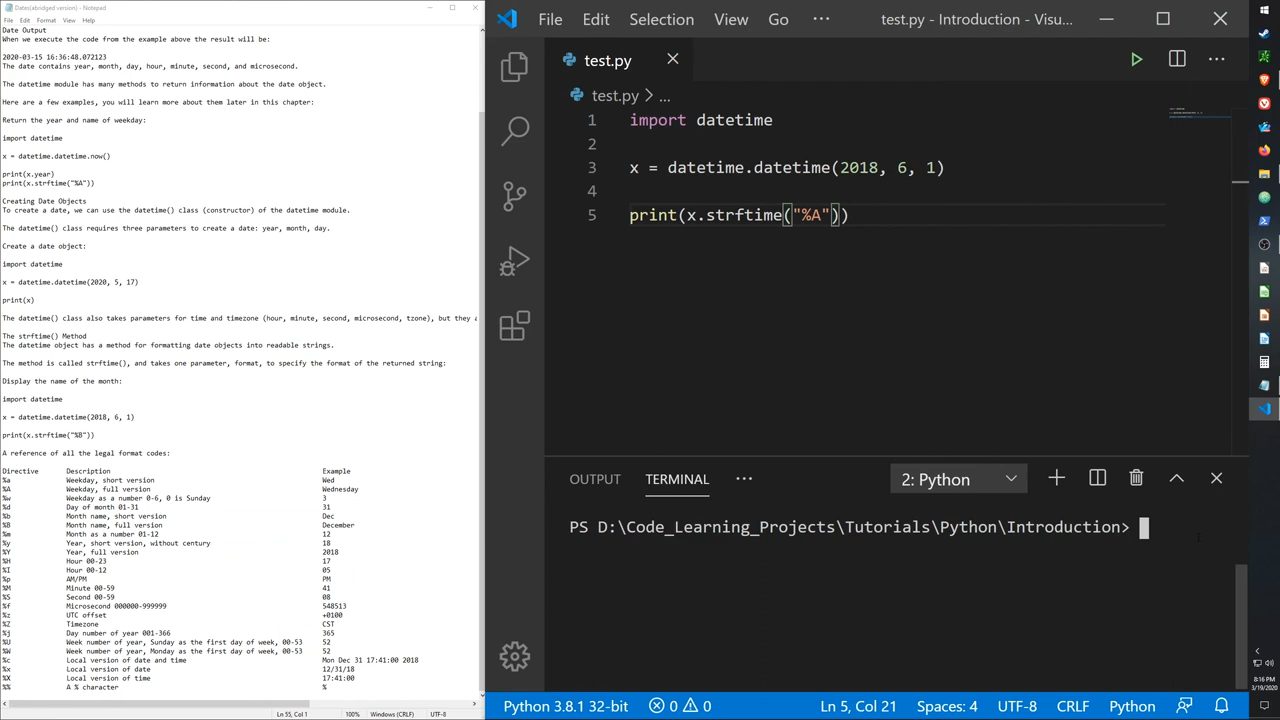 Dates(abridged version) - Notepad
File Edit Format View Help
Date Output
When we execute the code from the example above the result will be:
2020-03-15 16:36:48.072123
The date contains year, month, day, hour, minute, second, and microsecond.
The datetime module has many methods to return information about the date object.
Here are a few examples, you will learn more about them later in this chapter:
Return the year and name of weekday:
import datetime
x = datetime.datetime.now()
print(x.year)
print(x.strftime("%A"))
Creating Date Objects
To create a date, we can use the datetime() class (constructor) of the datetime module.
The datetime() class requires three parameters to create a date: year, month, day.
Create a date object:
import datetime
x = datetime.datetime(2020, 5, 17)
print(x)
The datetime() class also takes parameters for time and timezone (hour, minute, second, microsecond, tzone), but they
The strftime() Method
The datetime object has a method for formatting date objects into readable strings.
The method is called strftime(), and takes one parameter, format, to specify the format of the returned string:
Display the name of the month:
import datetime
x = datetime.datetime(2018, 6, 1)
print(x.strftime("%B"))
A reference of all the legal format codes:
Directive Description Example
%a Weekday, short version Wed
%A Weekday, full version Wednesday
%w Weekday as a number 0-6, 0 is Sunday 3
%d Day of month 01-31 31
%b Month name, short version Dec
%B Month name, full version December
%m Month as a number 01-12 12
%y Year, short version, without century 18
%Y Year, full version 2018
%H Hour 00-23 17
%I Hour 00-12 05
%p AM/PM PM
%M Minute 00-59 41
%S Second 00-59 08
%f Microsecond 000000-999999 548513
%z UTC offset +0100
%Z Timezone CST
%j Day number of year 001-366 365
%U Week number of year, Sunday as the first day of week, 00-53 52
%W Week number of year, Monday as the first day of week, 00-53 52
%c Local version of date and time Mon Dec 31 17:41:00 2018
%x Local version of date 12/31/18
%X Local version of time 17:41:00
%% A % character %
Ln 55, Col 1 100% Windows (CRLF) UTF-8
File Edit Selection View Go ··· test.py - Introduction - Visu...
test.py
test.py > ...
1 import datetime
2
3 x = datetime.datetime(2018, 6, 1)
4
5 print(x.strftime("%A"))
OUTPUT TERMINAL ··· 2: Python
PS D:\Code_Learning_Projects\Tutorials\Python\Introduction>
Python 3.8.1 32-bit 0 0 Ln 5, Col 21 Spaces: 4 UTF-8 CRLF Python
8:16 PM
3/19/2020